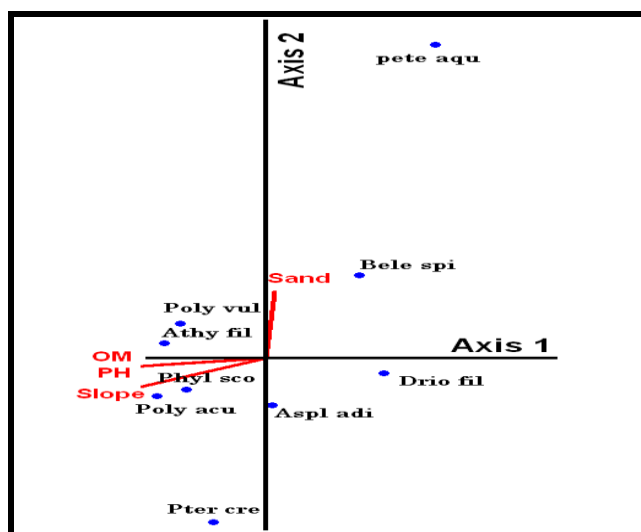 Axis 2
pete aqu
Bele spi
Sand
Poly vul
Athy fil
Axis 1
OM
PH
Phyl sco
Drio fil
Slope
Poly acu
Aspl adi
Pter cre